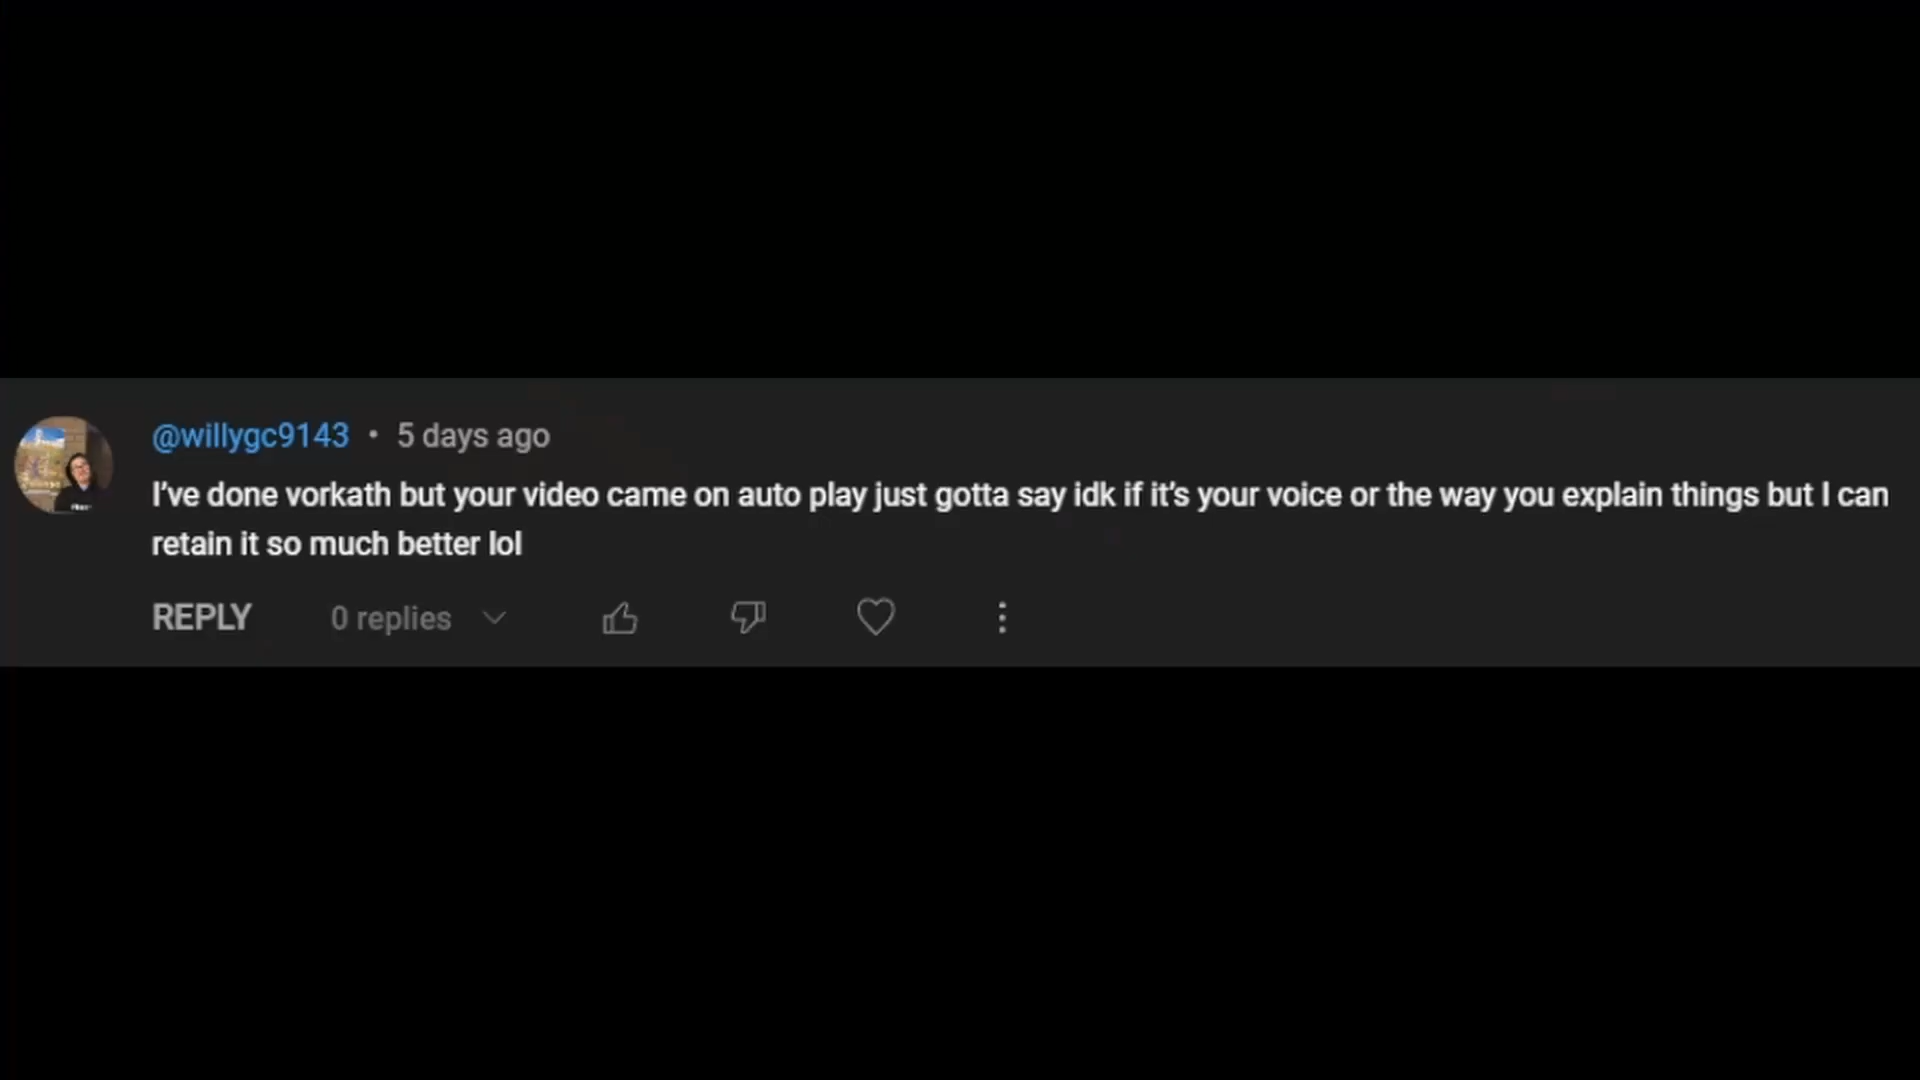 @willygc9143 • 5 days ago
I've done vorkath but your video came on auto play just gotta say idk if it's your voice or the way you explain things but I can
retain it so much better lol
REPLY 0 replies